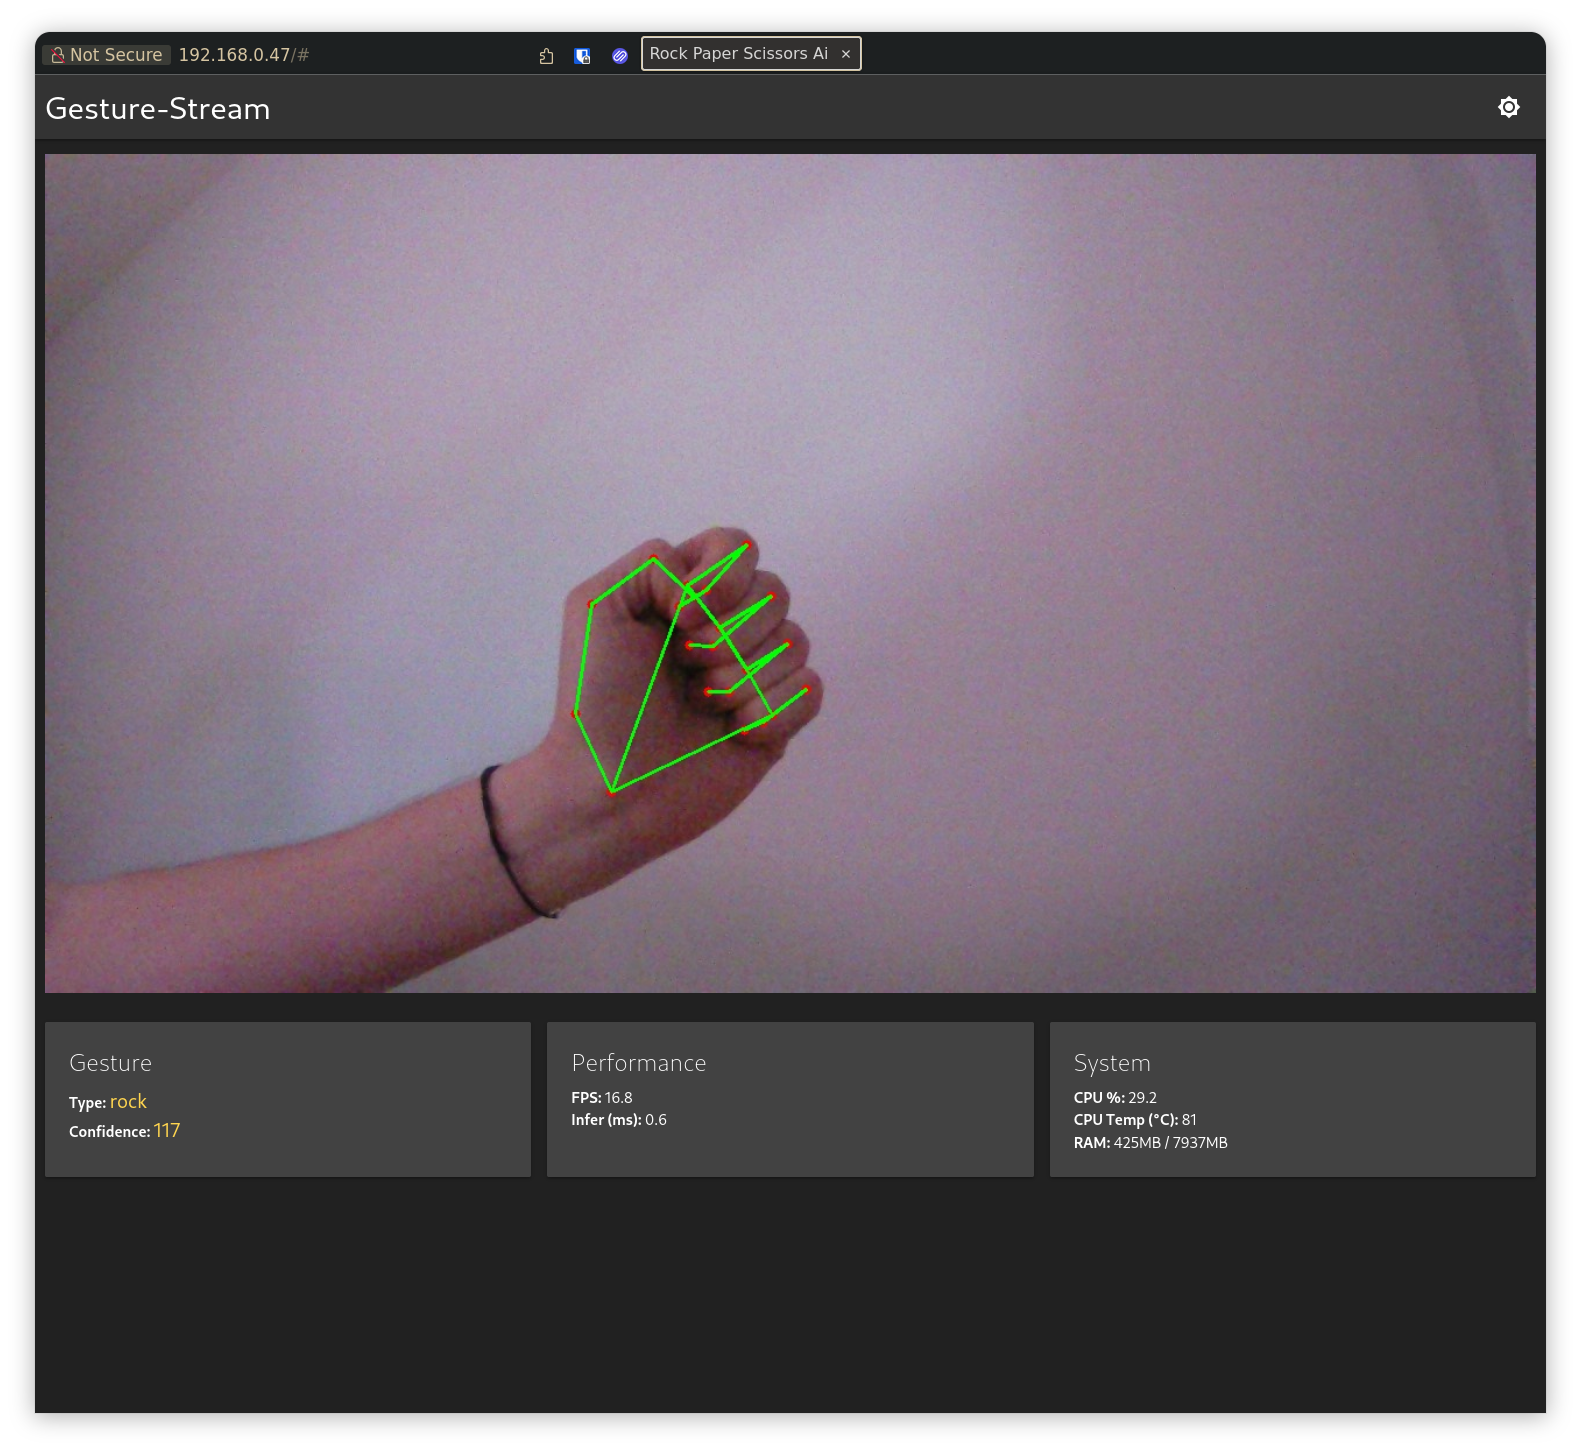 Not Secure 192.168.0.47/# Rock Paper Scissors Ai ×
Gesture-Stream
Gesture
Type: rock
Confidence: 117
Performance
FPS: 16.8
Infer (ms): 0.6
System
CPU %: 29.2
CPU Temp (°C): 81
RAM: 425MB / 7937MB